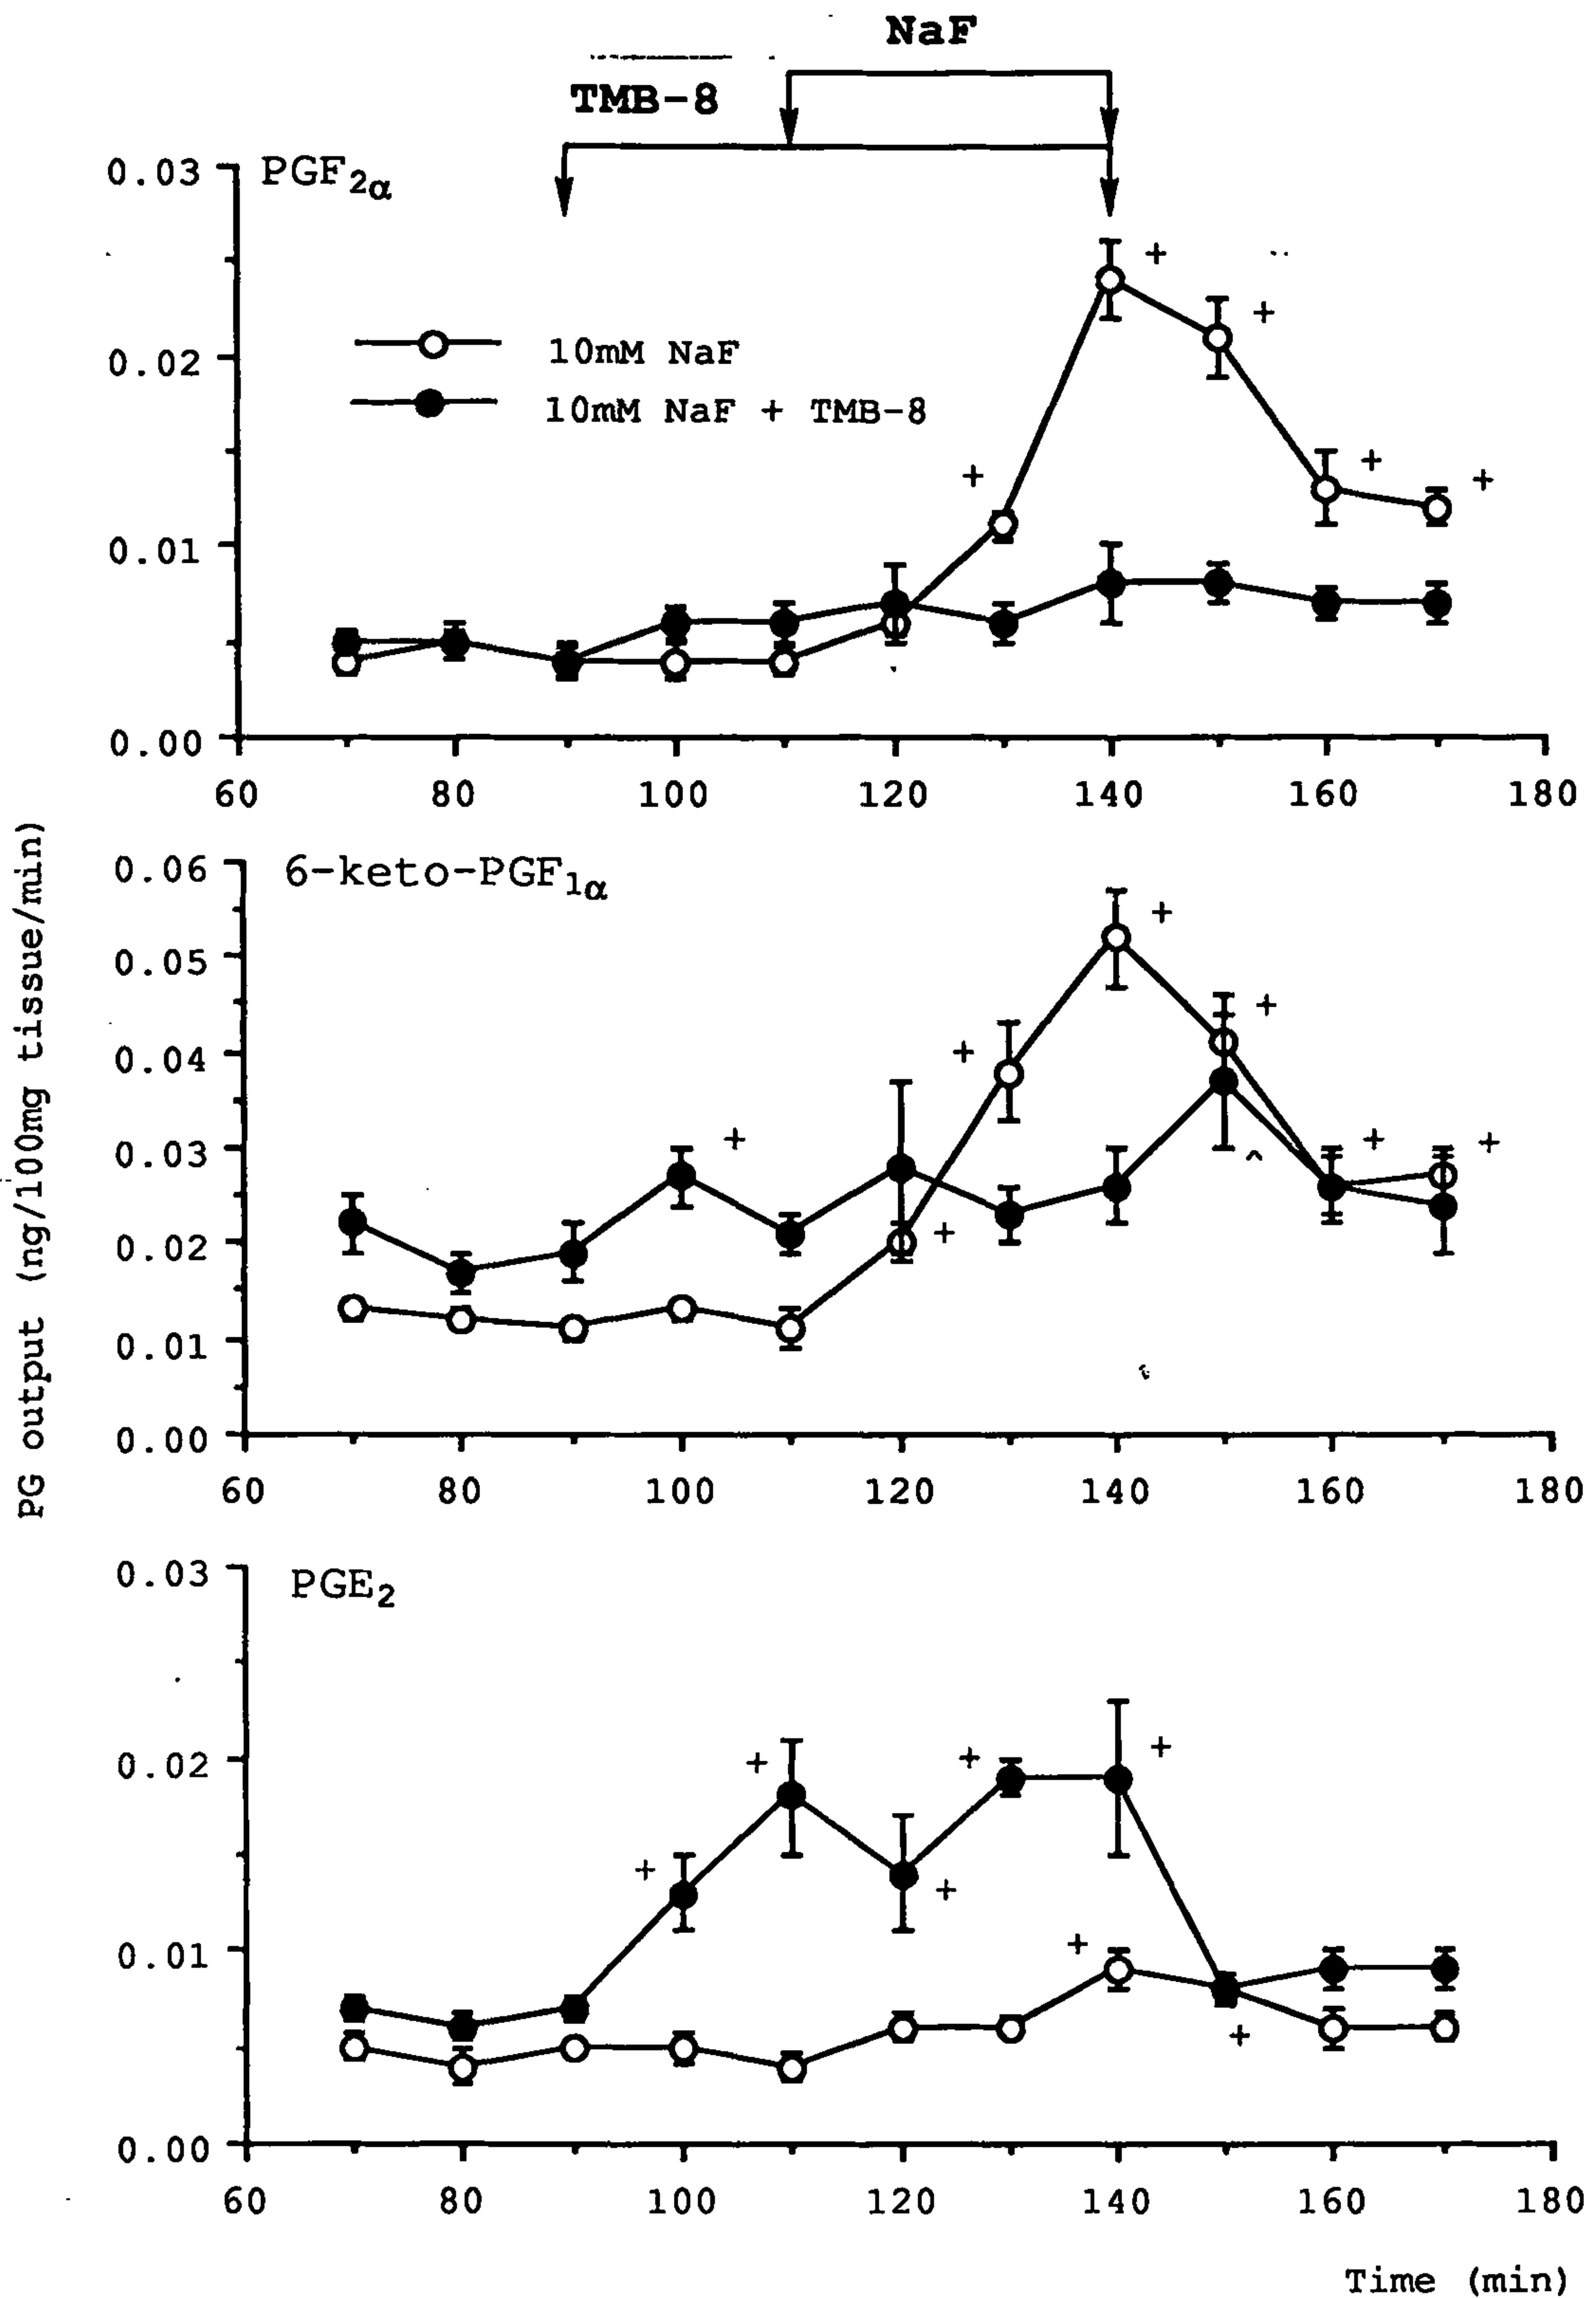 NaF
TMB-8
0.03
PGF2α
0.02
10mM NaF
10mM NaF + TMB-8
0.01
0.00
60 80 100 120 140 160 180
PG output (ng/100mg tissue/min)
0.06
6-keto-PGF1α
0.05
0.04
0.03
0.02
0.01
0.00
60 80 100 120 140 160 180
0.03
PGE2
0.02
0.01
0.00
60 80 100 120 140 160 180
Time (min)